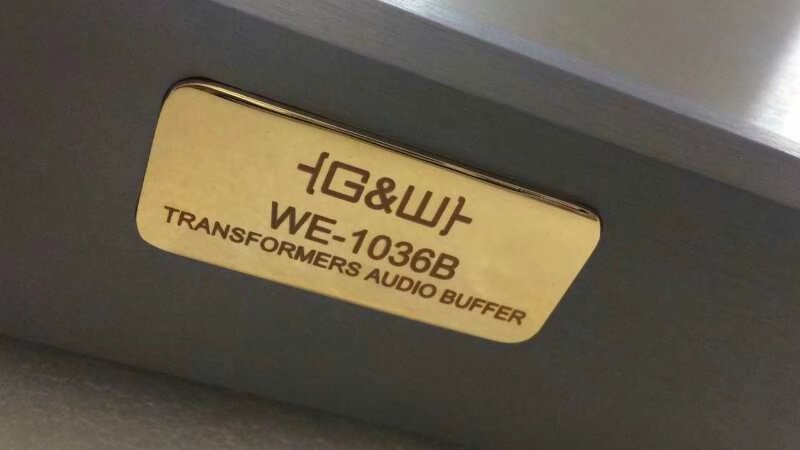 G&W
WE-1036B
TRANSFORMERS AUDIO BUFFER